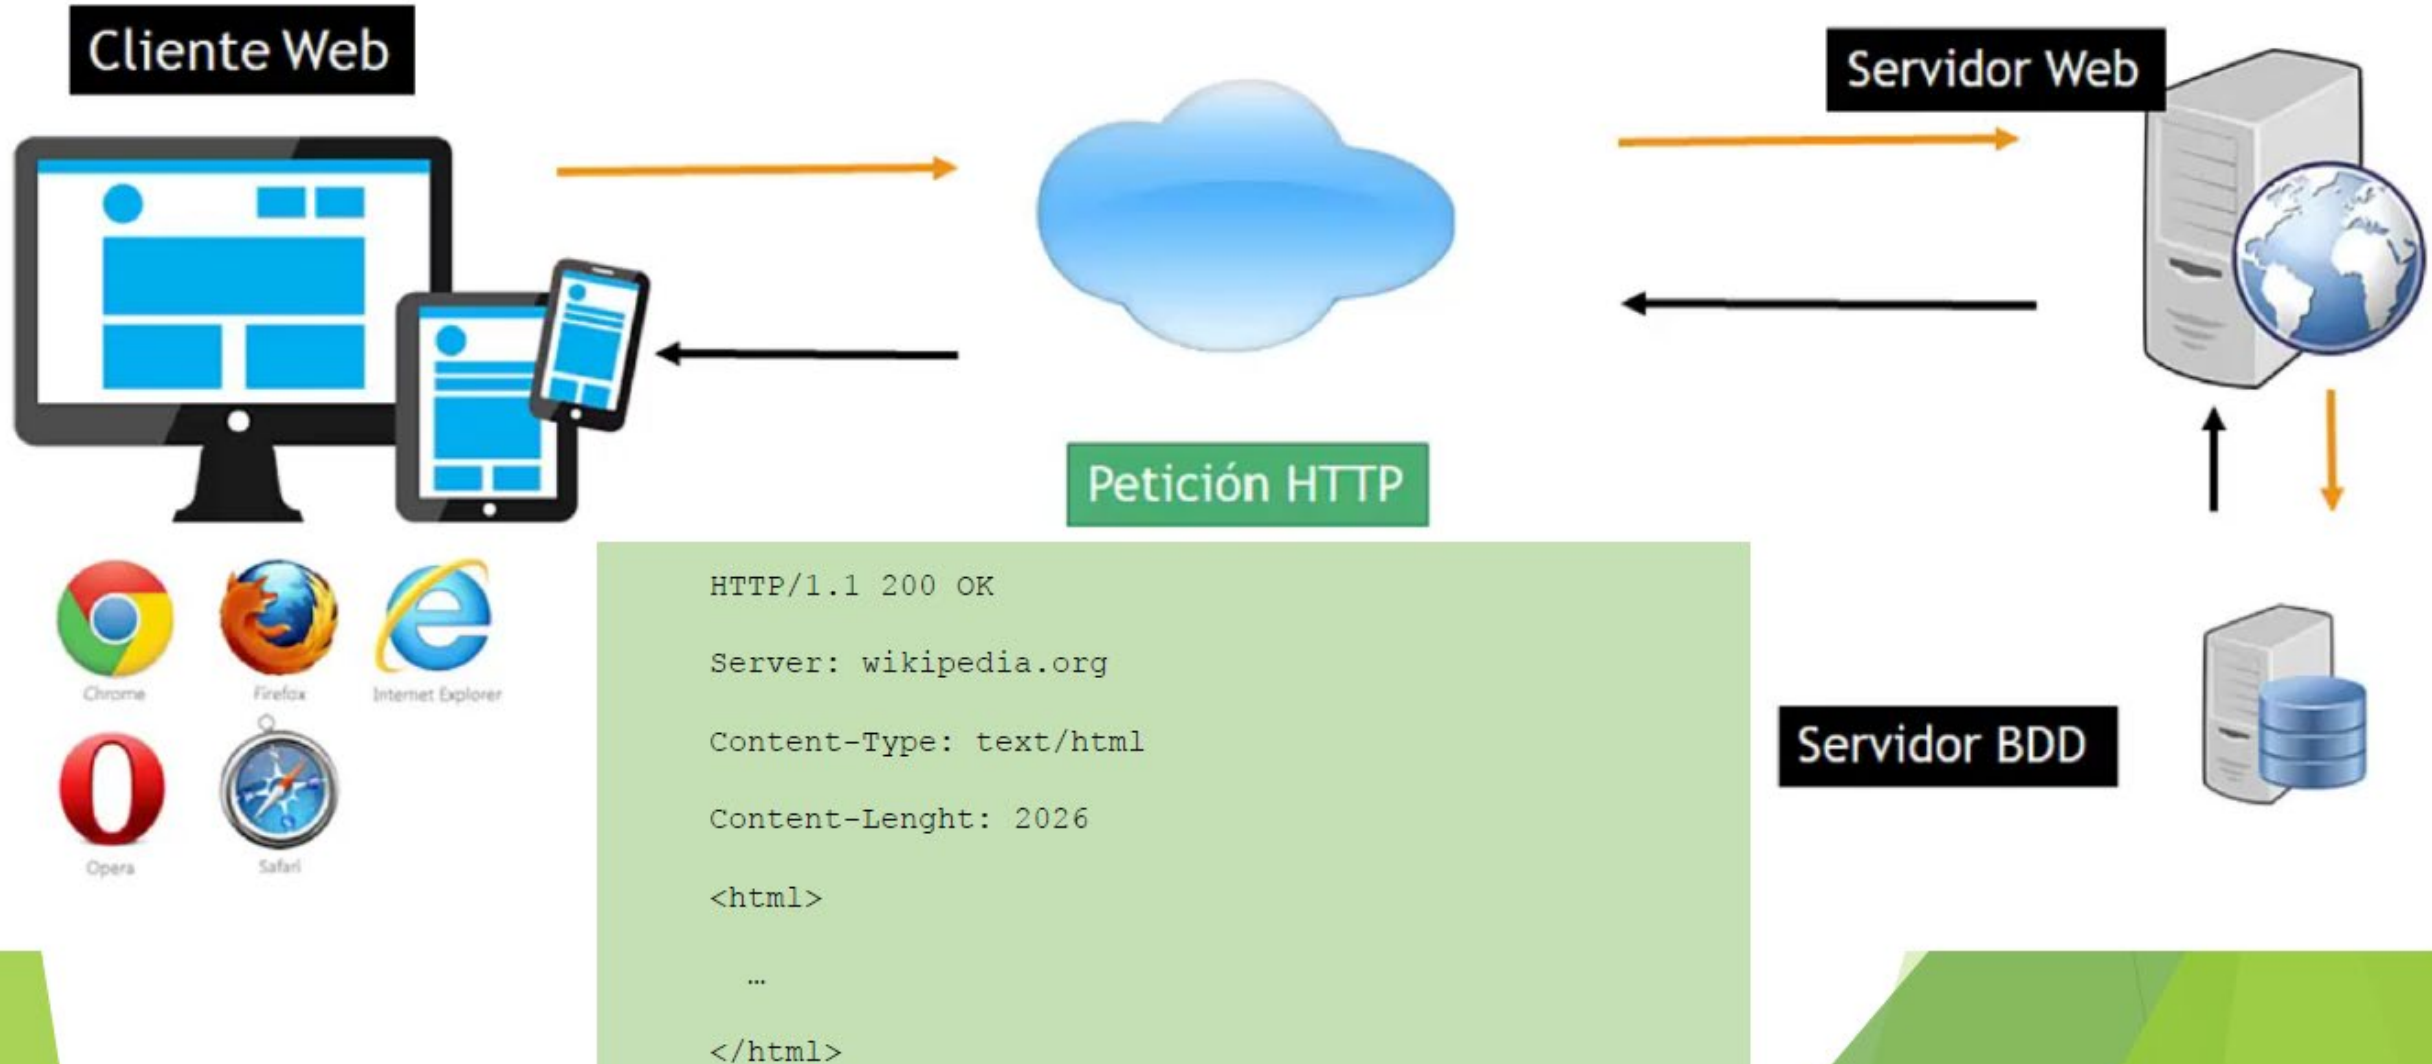 Cliente Web
Servidor Web
Petición HTTP
Chrome
Firefox
Internet Explorer
Opera
Safari
HTTP/1.1 200 OK
Server: wikipedia.org
Content-Type: text/html
Content-Lenght: 2026
<html>
…
</html>
Servidor BDD